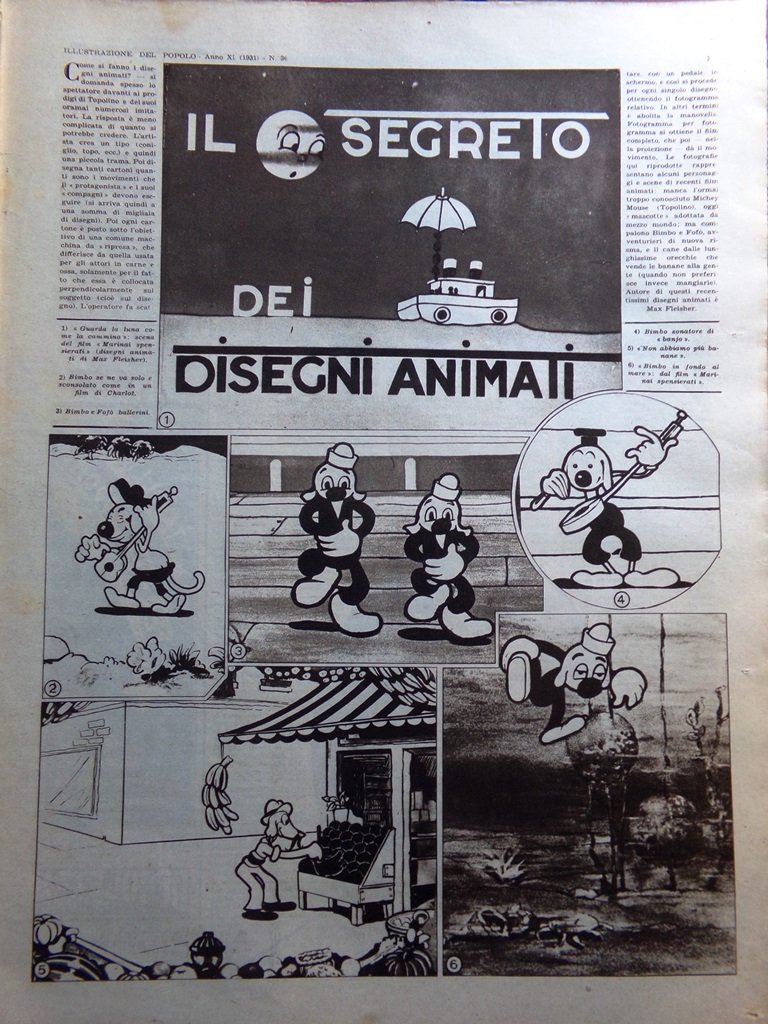 ILLUSTRAZIONE DEL POPOLO - Anno XI (1931) - N. 36
Come si fanno i dise-
gni animati? — si
domanda spesso lo
spettatore davanti ai pro-
digi di Topolino e dei suoi
oramai numerosi imita-
tori. La risposta è meno
complicata di quanto si
potrebbe credere. L'arti-
sta crea un tipo (coni-
glio, topo, ecc.) e quindi
una piccola trama. Poi di-
segna tanti cartoni quan-
ti sono i movimenti che
il « protagonista » e i suoi
« compagni » devono ese-
guire (si arriva quindi a
una somma di migliaia
di disegni). Poi ogni car-
tone è posto sotto l'obiet-
tivo di una comune mac-
china da « ripresa », che
differisce da quella usata
per gli attori in carne e
ossa, solamente per il fat-
to che essa è collocata
perpendicolarmente sul
soggetto (cioè sul dise-
gno). L'operatore fa scat-
1) « Guarda la luna co-
me la cammina »: scena
del film « Marinai spen-
sierati » (disegni anima-
ti di Max Fleisher).
2) Bimbo se ne va solo e
sconsolato come in un
film di Charlot.
3) Bimbo e Fofò ballerini.
IL SEGRETO
DEI
DISEGNI ANIMATI
1
tare, con un pedale, lo
schermo, e così si procede
per ogni singolo disegno
ottenendo il fotogramma
relativo. In altri termini
è abolita la manovella.
Fotogramma per foto-
gramma si ottiene il film
completo, che poi — nel-
la proiezione — dà il mo-
vimento. Le fotografie
qui riprodotte rappre-
sentano alcuni personag-
gi e scene di recenti film
animati: manca l'ormai
troppo conosciuto Mickey
Mouse (Topolino), oggi
« mascotte » adottata da
mezzo mondo; ma com-
paiono Bimbo e Fofò, av-
venturieri di nuova ri-
sma, e il cane dalle lun-
ghissime orecchie che
vende le banane alla gen-
te (quando non preferi-
sce invece mangiarle).
Autore di questi recen-
tissimi disegni animati è
Max Fleisher.
4) Bimbo sonatore di
« banjo ».
5) « Non abbiamo più ba-
nane ».
6) « Bimbo in fondo al
mare »: dal film « Mari-
nai spensierati ».
2
3
4
5
6